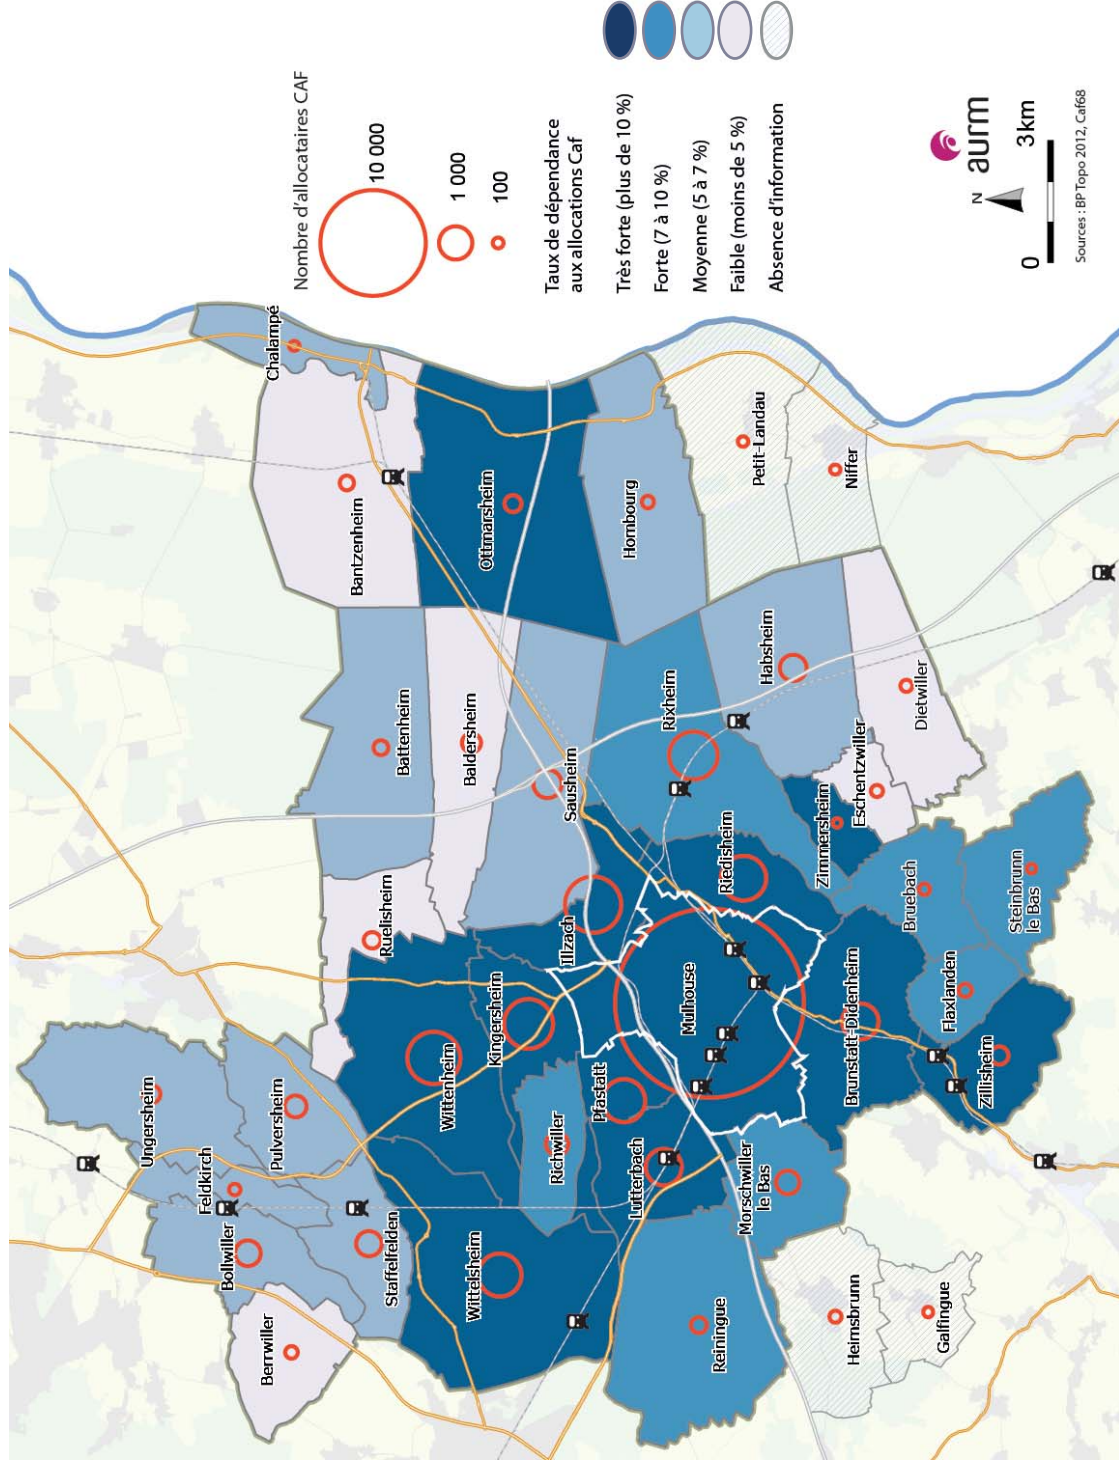 Nombre d'allocataires CAF
10 000
1 000
100
Taux de dépendance
aux allocations Caf
Très forte (plus de 10 %)
Forte (7 à 10 %)
Moyenne (5 à 7 %)
Faible (moins de 5 %)
Absence d'information
N
aurm
0
3km
Sources : BP Topo 2012, Caf68
Chalampé
Bantzenheim
Ottmarsheim
Hombourg
Petit-Landau
Niffer
Battenheim
Baldersheim
Sausheim
Rixheim
Habsheim
Dietwiller
Eschentzwiller
Zimmersheim
Riedisheim
Ruelisheim
Illzach
Bruebach
Steinbrunn
le Bas
Flaxlanden
Mulhouse
Kingersheim
Wittenheim
Brunstatt-Didenheim
Zillisheim
Pfastatt
Richwiller
Lutterbach
Morschwiller
le Bas
Ungersheim
Pulversheim
Feldkirch
Bollwiller
Staffelfelden
Wittelsheim
Berrwiller
Reiningue
Heimsbrunn
Galfingue